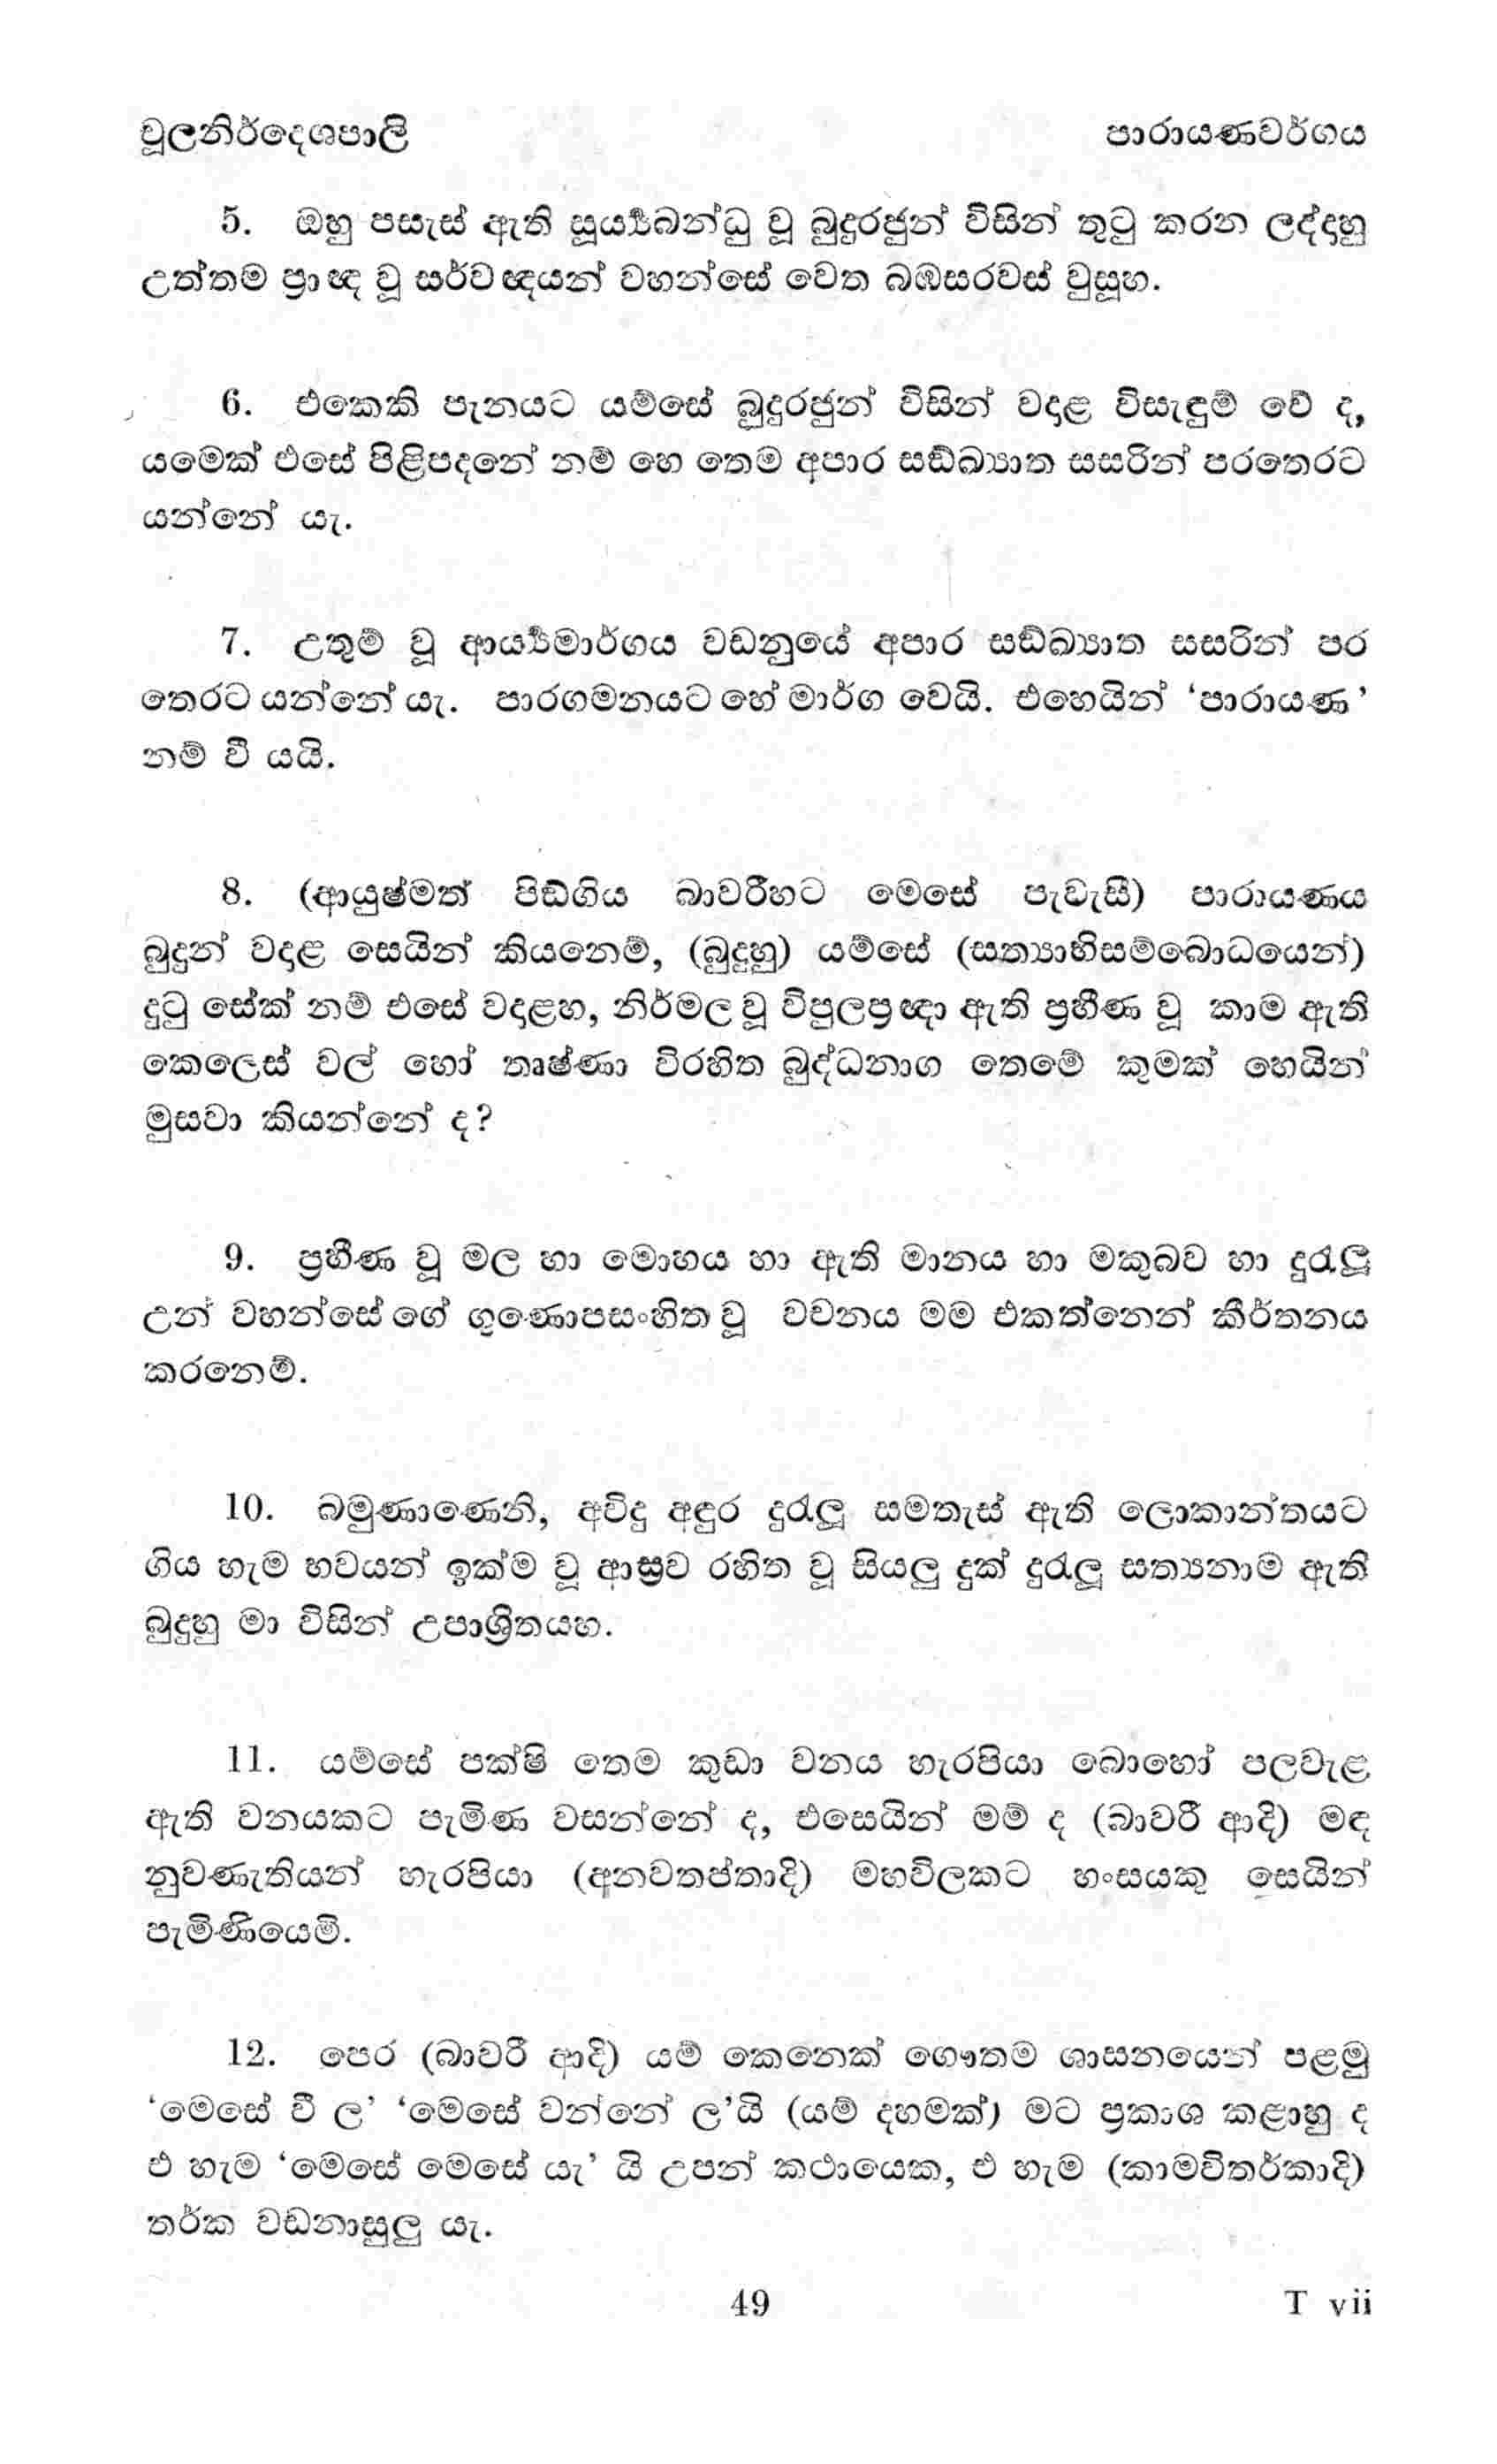 චූලනිර්දෙශපාලි
පාරායණවර්ගය
5. ඔහු පසැස් ඇති සූර්‍ය්‍යබන්ධු වූ බුදුරජුන් විසින් තුටු කරන ලද්දහු
උත්තම ප්‍රාඥ වූ සර්වඥයන් වහන්සේ වෙත බඹසරවස් වුසූහ.
6. එකෙකි පැනයට යම්සේ බුදුරජුන් විසින් වදාළ විසැඳුම් වේ ද,
යමෙක් එසේ පිළිපදනේ නම් හෙ තෙම අපාර සඞ්ඛ්‍යාත සසරින් පරතෙරට
යන්නේ යැ.
7. උතුම් වූ ආර්‍ය්‍යමාර්ගය වඩනුයේ අපාර සඞ්ඛ්‍යාත සසරින් පර
තෙරට යන්නේ යැ. පාරගමනයට හේ මාර්ග වෙයි. එහෙයින් ‘පාරායණ’
නම් වී යයි.
8. (ආයුෂ්මත් පිඞ්ගිය බාවරීහට මෙසේ පැවැසී) පාරායණය
බුදුන් වදාළ සෙයින් කියනෙම්, (බුදුහු) යම්සේ (සත්‍යාභිසම්බොධයෙන්)
දුටු සේක් නම් එසේ වදාළහ, නිර්මල වූ විපුලප්‍රඥා ඇති ප්‍රහීණ වූ කාම ඇති
කෙලෙස් වල් හෝ තෘෂ්ණා විරහිත බුද්ධනාග තෙමේ කුමක් හෙයින්
මුසවා කියන්නේ ද?
9. ප්‍රහීණ වූ මල හා මොහය හා ඇති මානය හා මකුබව හා දුරැලූ
උන් වහන්සේ ගේ ගුණොපසංහිත වූ වචනය මම එකත්නෙන් කීර්තනය
කරනෙම්.
10. බමුණාණෙනි, අවිදු අඳුර දුරැලූ සමතැස් ඇති ලොකාන්තයට
ගිය හැම භවයන් ඉක්ම වූ ආස්‍රව රහිත වූ සියලු දුක් දුරැලූ සත්‍යනාම ඇති
බුදුහු මා විසින් උපාශ්‍රිතයහ.
11. යම්සේ පක්ෂි තෙම කුඩා වනය හැරපියා බොහෝ පලවැළ
ඇති වනයකට පැමිණ වසන්නේ ද, එසෙයින් මම් ද (බාවරී ආදි) මඳ
නුවණැතියන් හැරපියා (අනවතප්තාදි) මහවිලකට හංසයකු සෙයින්
පැමිණියෙමි.
12. පෙර (බාවරී ආදි) යම් කෙනෙක් ගෞතම ශාසනයෙන් පළමු
‘මෙසේ වී ල’ ‘මෙසේ වන්නේ ල’යි (යම් දහමක්) මට ප්‍රකාශ කළාහු ද
එ හැම ‘මෙසේ මෙසේ යැ’ යි උපන් කථායෙක, එ හැම (කාමවිතර්කාදි)
තර්ක වඩනාසුලු යැ.
49
T vii